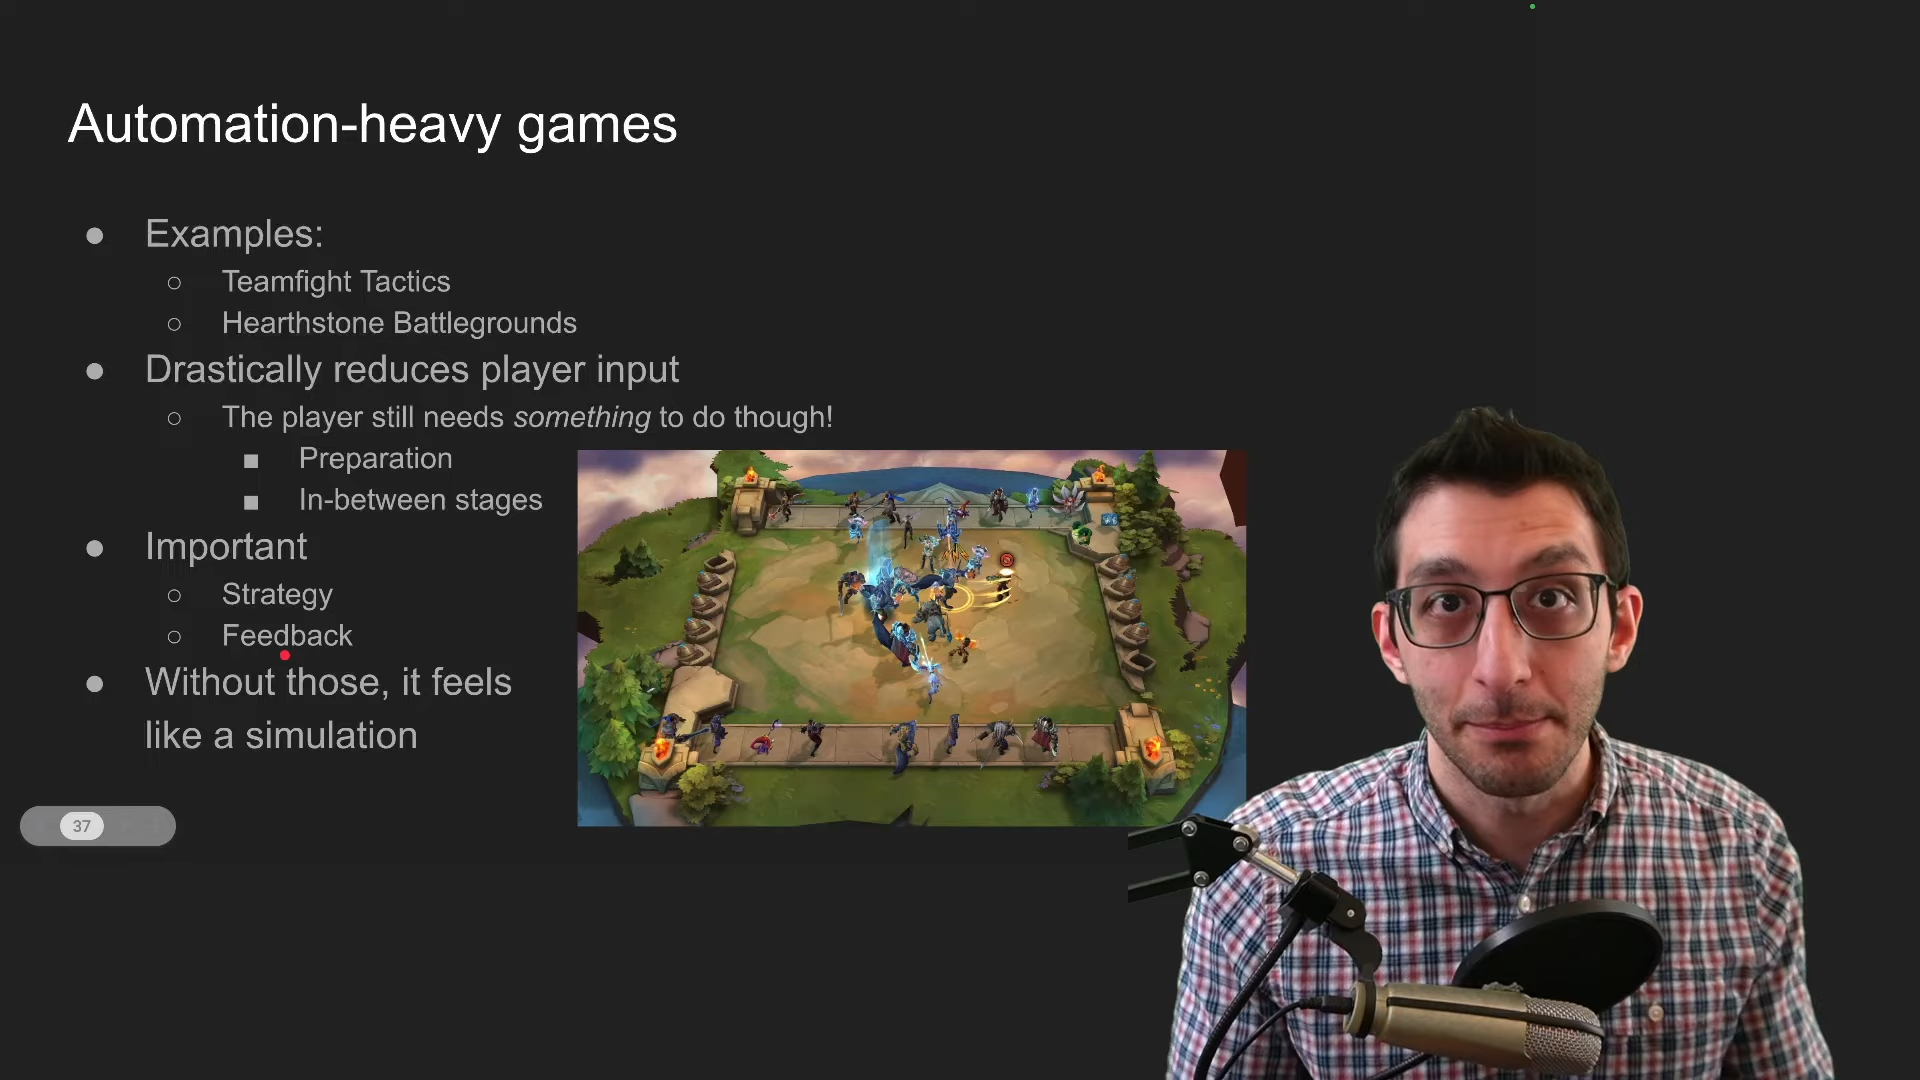 Automation-heavy games
● Examples:
○ Teamfight Tactics
○ Hearthstone Battlegrounds
● Drastically reduces player input
○ The player still needs something to do though!
■ Preparation
■ In-between stages
● Important
○ Strategy
○ Feedback
● Without those, it feels
like a simulation
37